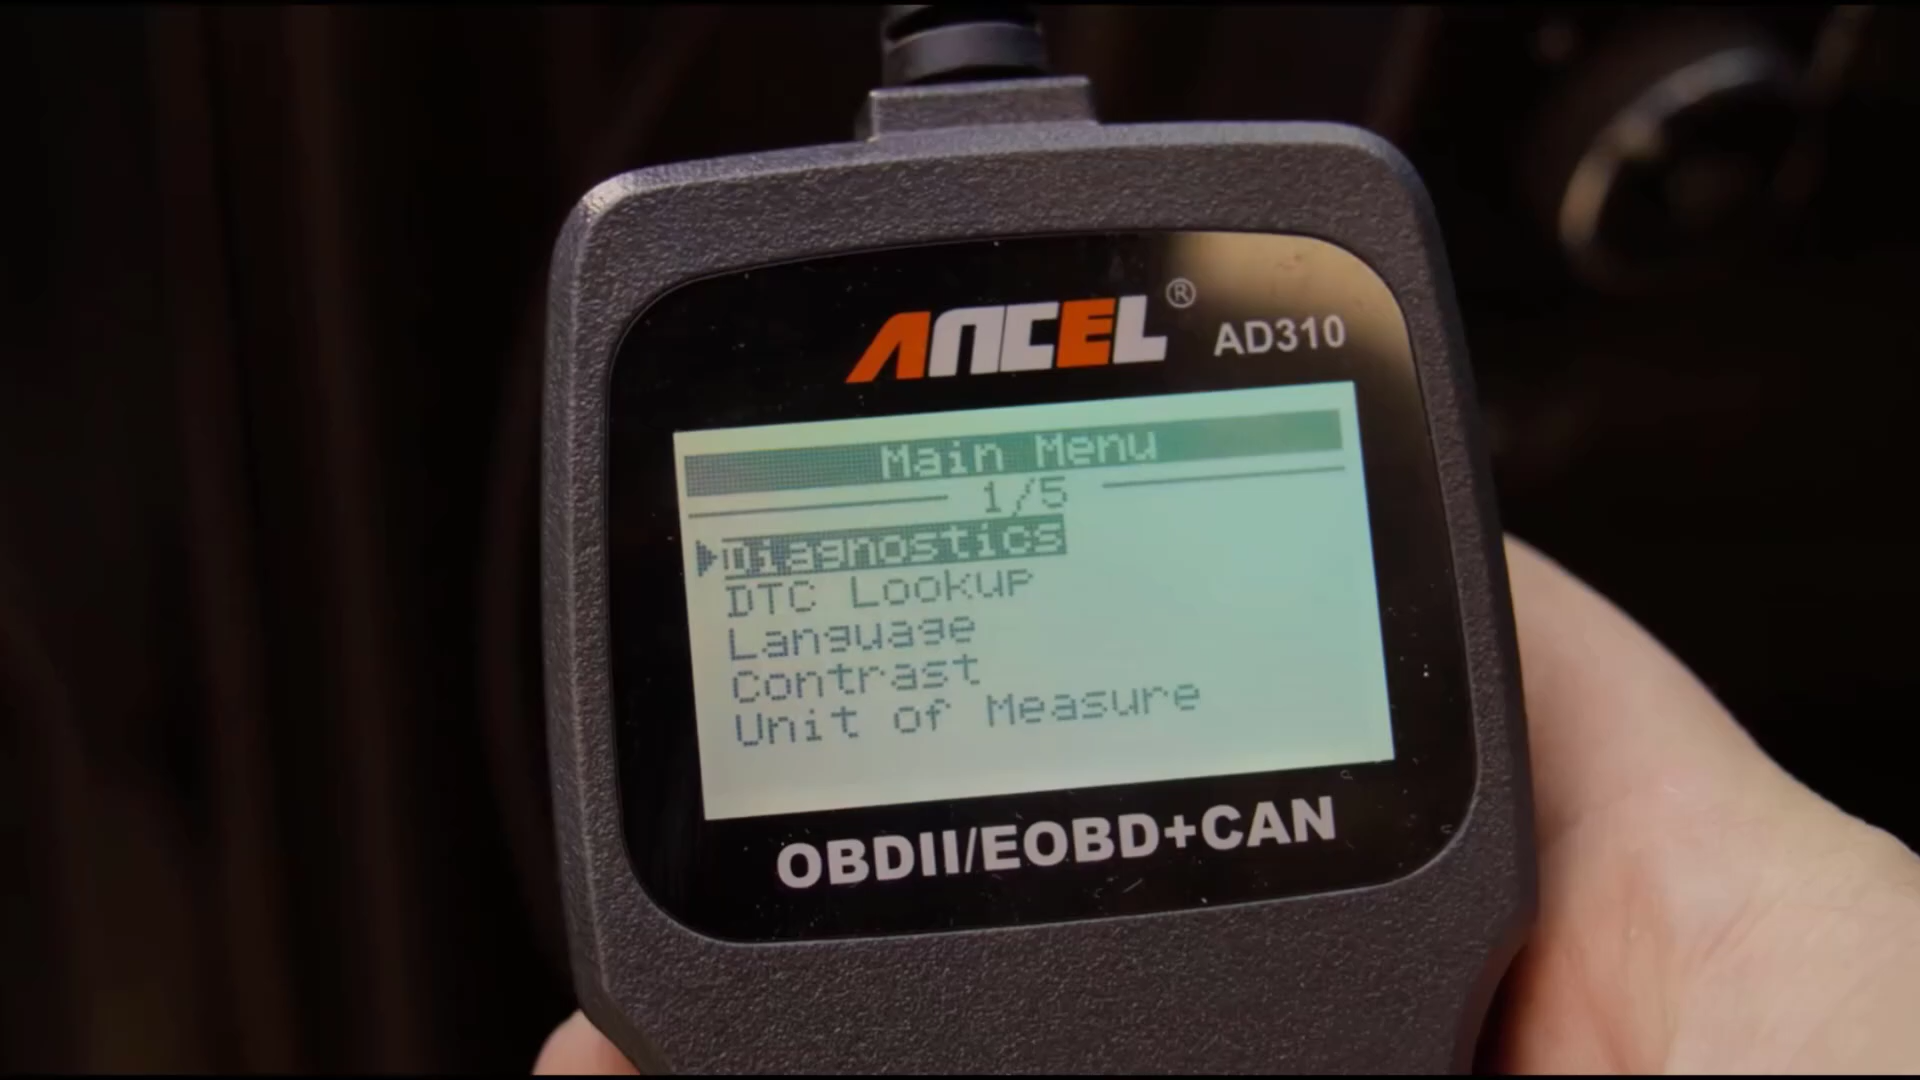 ANCEL® AD310
Main Menu
1/5
Diagnostics
DTC Lookup
Language
Contrast
Unit of Measure
OBDII/EOBD+CAN